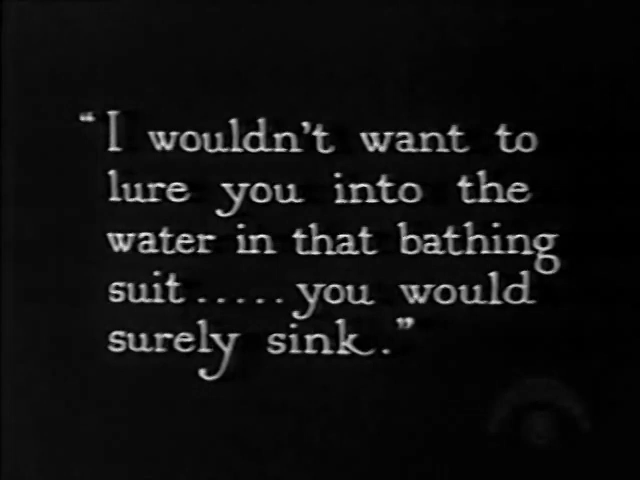 “I wouldn't want to
lure you into the
water in that bathing
suit.....you would
surely sink.”